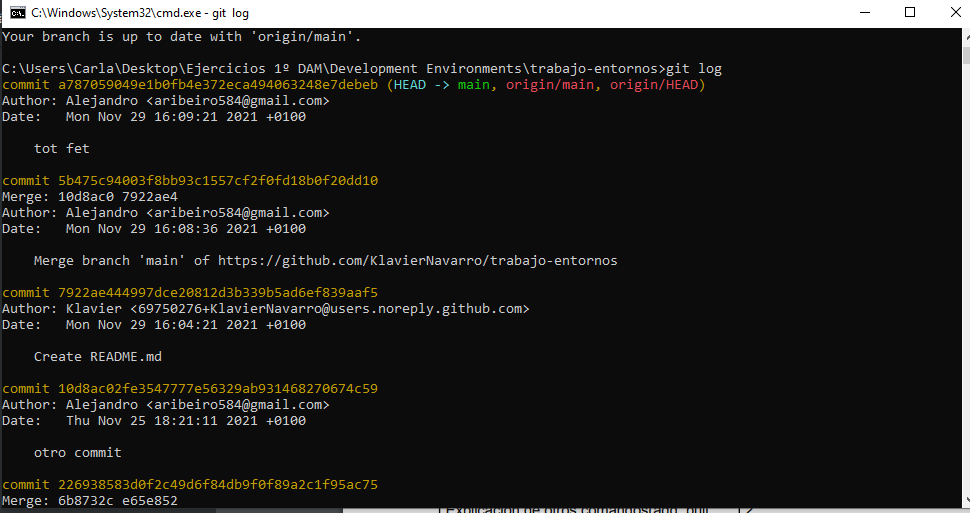 C:\Windows\System32\cmd.exe - git log
Your branch is up to date with 'origin/main'.
C:\Users\Carla\Desktop\Ejercicios 1º DAM\Development Environments\trabajo-entornos>git log
commit a787059049e1b0fb4e372eca494063248e7debeb (HEAD -> main, origin/main, origin/HEAD)
Author: Alejandro <aribeiro584@gmail.com>
Date:   Mon Nov 29 16:09:21 2021 +0100
tot fet
commit 5b475c94003f8bb93c1557cf2f0fd18b0f20dd10
Merge: 10d8ac0 7922ae4
Author: Alejandro <aribeiro584@gmail.com>
Date:   Mon Nov 29 16:08:36 2021 +0100
Merge branch 'main' of https://github.com/KlavierNavarro/trabajo-entornos
commit 7922ae444997dce20812d3b339b5ad6ef839aaf5
Author: Klavier <69750276+KlavierNavarro@users.noreply.github.com>
Date:   Mon Nov 29 16:04:21 2021 +0100
Create README.md
commit 10d8ac02fe3547777e56329ab931468270674c59
Author: Alejandro <aribeiro584@gmail.com>
Date:   Thu Nov 25 18:21:11 2021 +0100
otro commit
commit 226938583d0f2c49d6f84db9f0f89a2c1f95ac75
Merge: 6b8732c e65e852